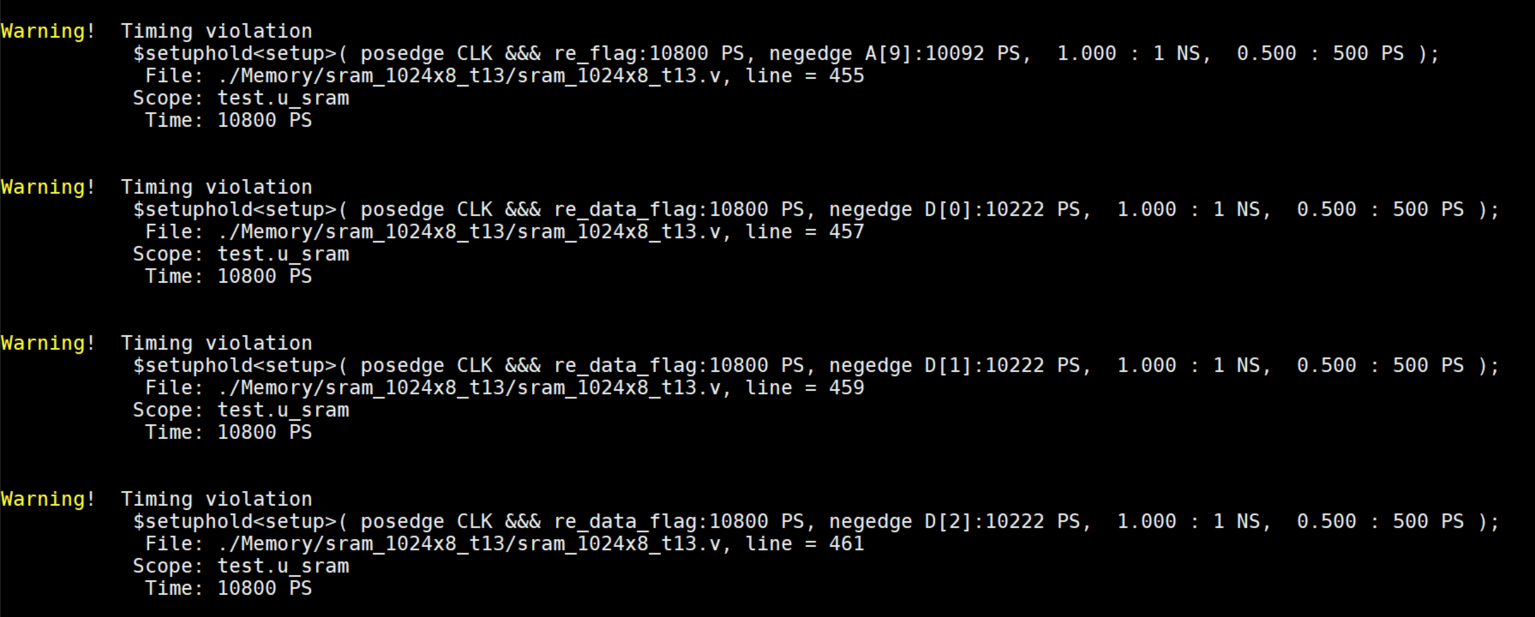 Warning!  Timing violation
$setuphold<setup>( posedge CLK &&& re_flag:10800 PS, negedge A[9]:10092 PS,  1.000 : 1 NS,  0.500 : 500 PS );
File: ./Memory/sram_1024x8_t13/sram_1024x8_t13.v, line = 455
Scope: test.u_sram
Time: 10800 PS
Warning!  Timing violation
$setuphold<setup>( posedge CLK &&& re_data_flag:10800 PS, negedge D[0]:10222 PS,  1.000 : 1 NS,  0.500 : 500 PS );
File: ./Memory/sram_1024x8_t13/sram_1024x8_t13.v, line = 457
Scope: test.u_sram
Time: 10800 PS
Warning!  Timing violation
$setuphold<setup>( posedge CLK &&& re_data_flag:10800 PS, negedge D[1]:10222 PS,  1.000 : 1 NS,  0.500 : 500 PS );
File: ./Memory/sram_1024x8_t13/sram_1024x8_t13.v, line = 459
Scope: test.u_sram
Time: 10800 PS
Warning!  Timing violation
$setuphold<setup>( posedge CLK &&& re_data_flag:10800 PS, negedge D[2]:10222 PS,  1.000 : 1 NS,  0.500 : 500 PS );
File: ./Memory/sram_1024x8_t13/sram_1024x8_t13.v, line = 461
Scope: test.u_sram
Time: 10800 PS